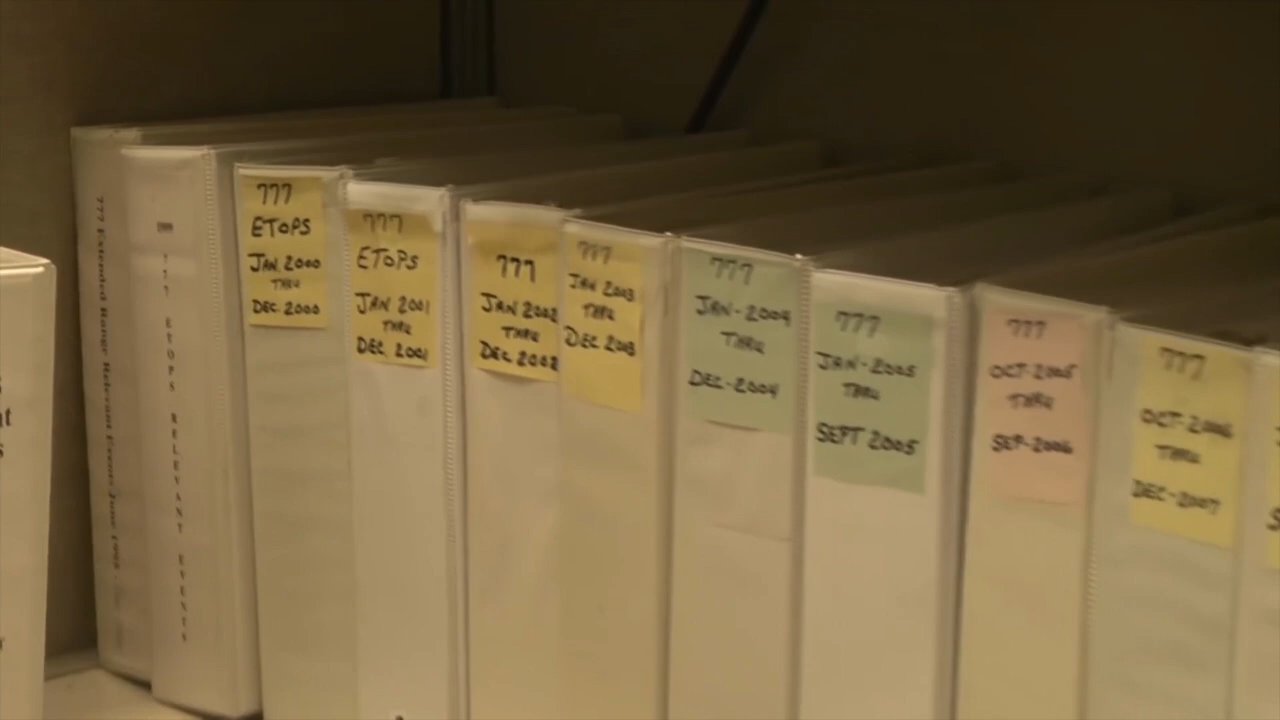 777 Extended Range Relevant Events June 1995 -
1999 777 ETOPS RELEVANT EVENTS
777
ETOPS
JAN. 2000
THRU
DEC. 2000
777
ETOPS
JAN 2001
THRU
DEC. 2001
777
JAN 2002
THRU
DEC 2002
777
JAN 2003
THRU
DEC 2003
777
JAN-2004
THRU
DEC-2004
777
JAN-2005
THRU
SEPT 2005
777
OCT-2005
THRU
SEP-2006
777
OCT-2006
THRU
DEC-2007